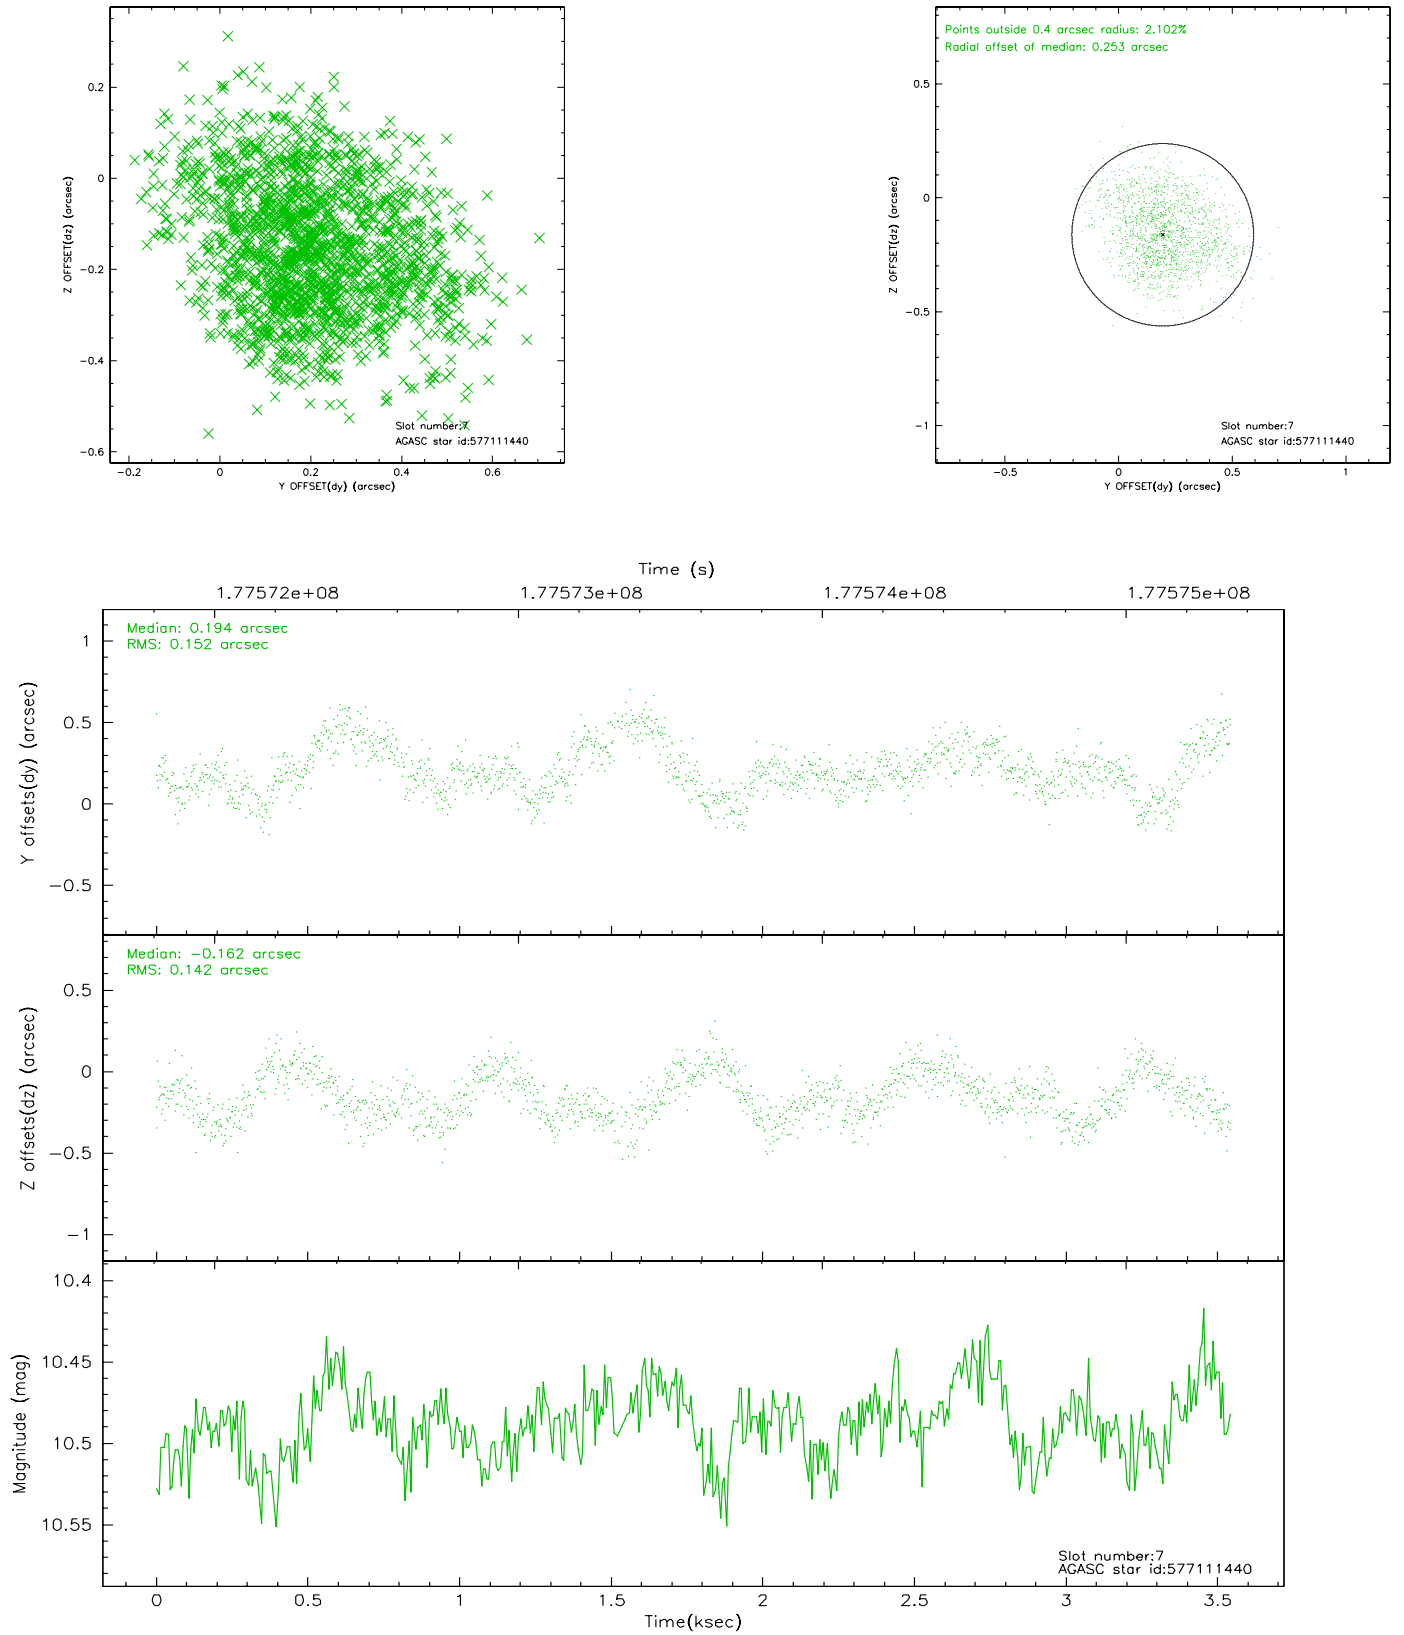 0.2
0
−0.2
−0.4
−0.6
Z OFFSET(dz) (arcsec)
Slot number:7
AGASC star id:577111440
−0.2 0 0.2 0.4 0.6
Y OFFSET(dy) (arcsec)
Points outside 0.4 arcsec radius: 2.102%
Radial offset of median: 0.253 arcsec
0.5
0
−0.5
−1
Z OFFSET(dz) (arcsec)
Slot number:7
AGASC star id:577111440
−0.5 0 0.5 1
Y OFFSET(dy) (arcsec)
Time (s)
1.77572e+08 1.77573e+08 1.77574e+08 1.77575e+08
Median: 0.194 arcsec
RMS: 0.152 arcsec
1
0.5
0
−0.5
Y offsets(dy) (arcsec)
Median: −0.162 arcsec
RMS: 0.142 arcsec
0.5
0
−0.5
−1
Z offsets(dz) (arcsec)
10.4
10.45
10.5
10.55
Magnitude (mag)
Slot number:7
AGASC star id:577111440
0 0.5 1 1.5 2 2.5 3 3.5
Time(ksec)